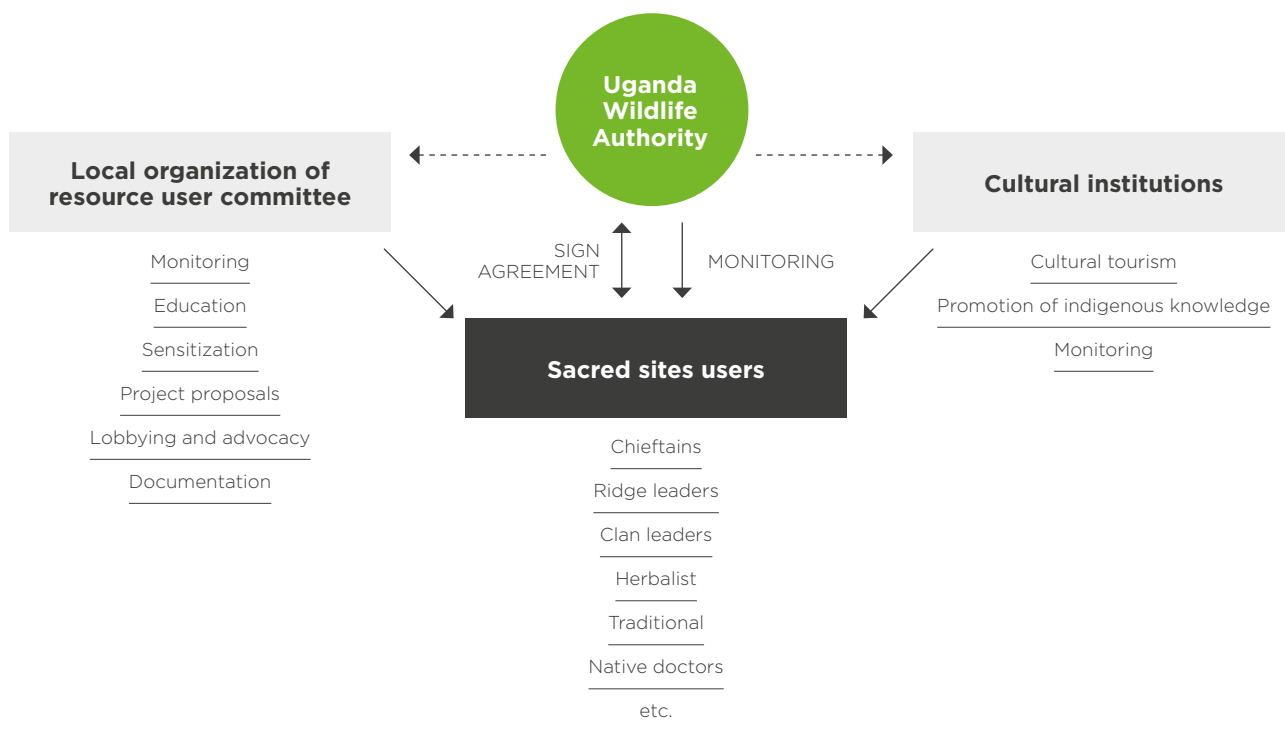 Uganda
Wildlife
Authority
Local organization of
resource user committee
Cultural institutions
SIGN
AGREEMENT
MONITORING
Monitoring
Education
Sensitization
Project proposals
Lobbying and advocacy
Documentation
Cultural tourism
Promotion of indigenous knowledge
Monitoring
Sacred sites users
Chieftains
Ridge leaders
Clan leaders
Herbalist
Traditional
Native doctors
etc.